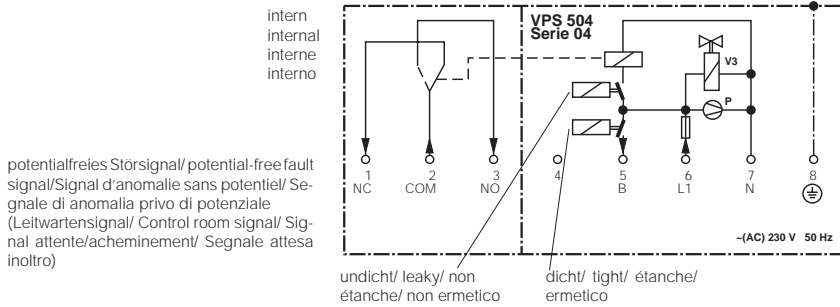 intern
internal
interne
interno
VPS 504
Serie 04
V3
P
1 2 3 4 5 6 7 8
NC COM NO B L1 N
potentialfreies Störsignal/ potential-free fault
signal/Signal d'anomalie sans potentiel/ Se-
gnale di anomalia privo di potenziale
(Leitwartensignal/ Control room signal/ Sig-
nal attente/acheminement/ Segnale attesa
inoltro)
~(AC) 230 V 50 Hz
undicht/ leaky/ non
étanche/ non ermetico
dicht/ tight/ étanche/
ermetico